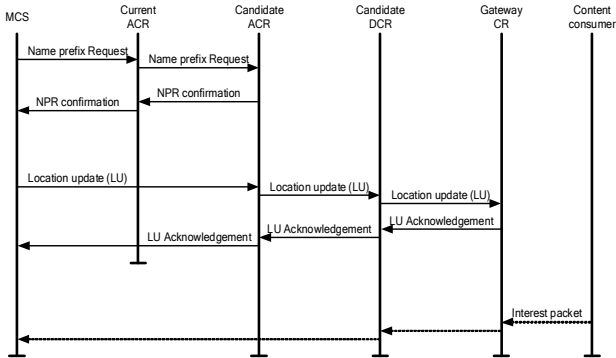 MCS
Current
ACR
Candidate
ACR
Candidate
DCR
Gateway
CR
Content
consumer
Name prefix Request
Name prefix Request
NPR confirmation
NPR confirmation
Location update (LU)
Location update (LU)
Location update (LU)
LU Acknowledgement
LU Acknowledgement
LU Acknowledgement
Interest packet